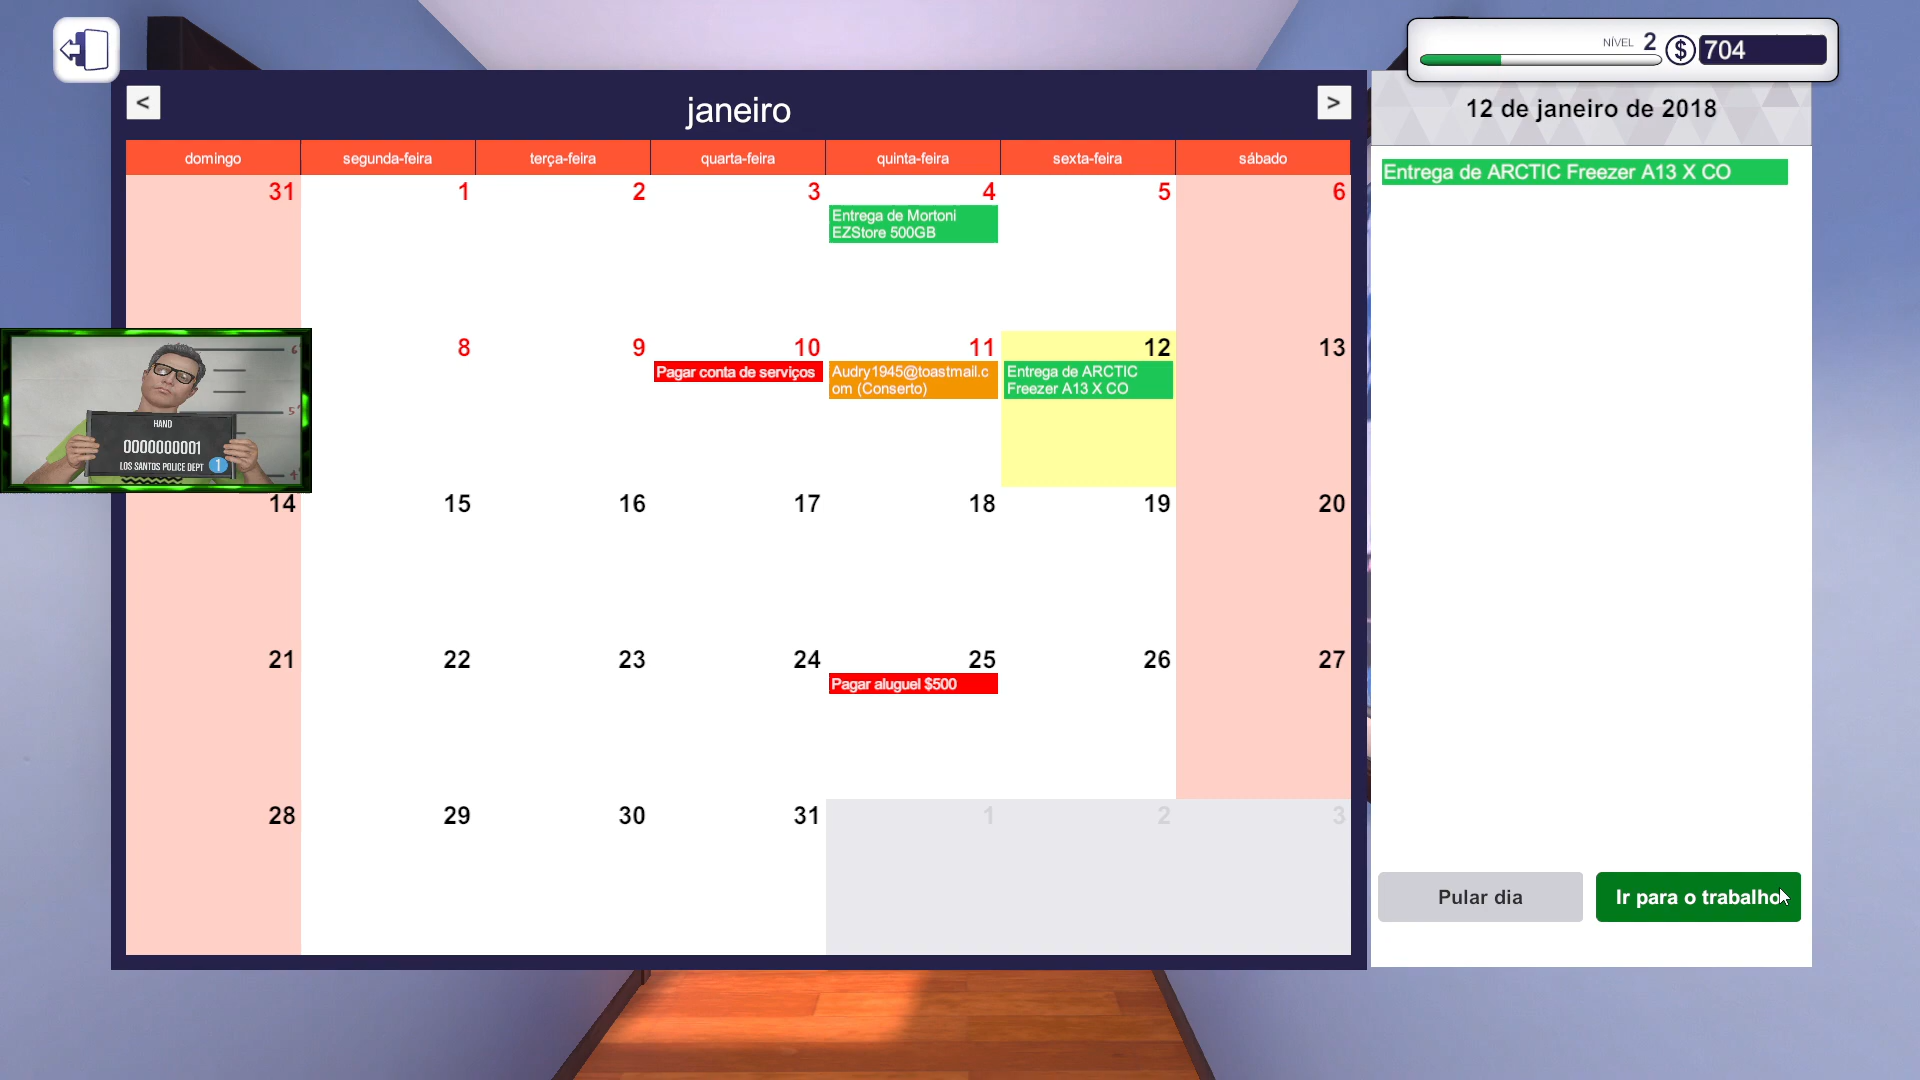 NÍVEL 2 $ 704
< janeiro >
12 de janeiro de 2018
domingo segunda-feira terça-feira quarta-feira quinta-feira sexta-feira sábado
Entrega de ARCTIC Freezer A13 X CO
31 1 2 3 4 5 6
Entrega de Mortoni
EZStore 500GB
8 9 10 11 12 13
Pagar conta de serviços
Audry1945@toastmail.c
om (Conserto)
Entrega de ARCTIC
Freezer A13 X CO
HAND
0000000001
LOS SANTOS POLICE DEPT 1
14 15 16 17 18 19 20
21 22 23 24 25 26 27
Pagar aluguel $500
28 29 30 31 1 2 3
Pular dia
Ir para o trabalho